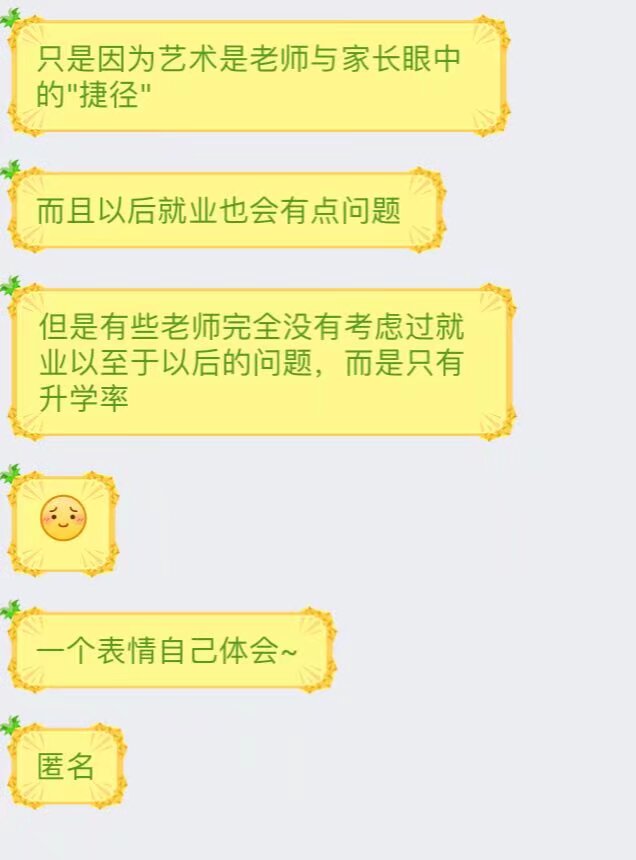 只是因为艺术是老师与家长眼中
的"捷径"
而且以后就业也会有点问题
但是有些老师完全没有考虑过就
业以至于以后的问题，而是只有
升学率
一个表情自己体会~
匿名